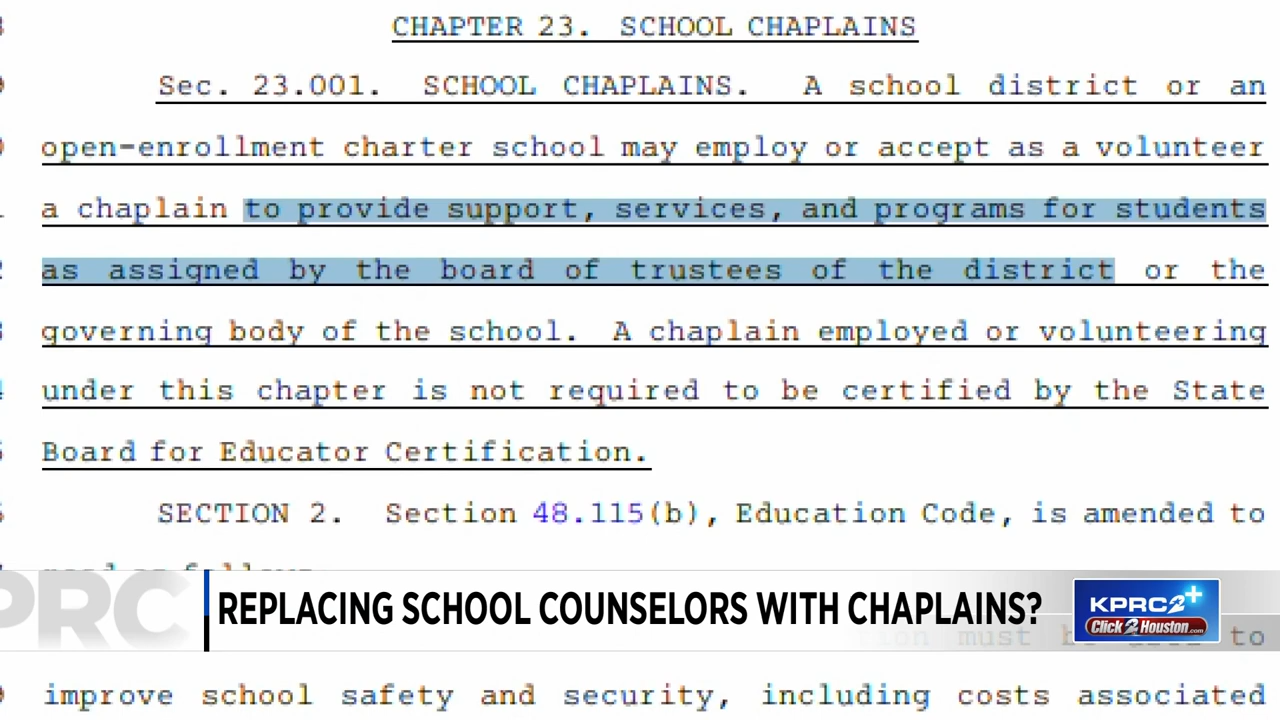 CHAPTER 23. SCHOOL CHAPLAINS
Sec. 23.001. SCHOOL CHAPLAINS. A school district or an
open-enrollment charter school may employ or accept as a volunteer
a chaplain to provide support, services, and programs for students
as assigned by the board of trustees of the district or the
governing body of the school. A chaplain employed or volunteering
under this chapter is not required to be certified by the State
Board for Educator Certification.
SECTION 2. Section 48.115(b), Education Code, is amended to
PRC
REPLACING SCHOOL COUNSELORS WITH CHAPLAINS?
KPRC2+
Click2Houston.com
must to
improve school safety and security, including costs associated